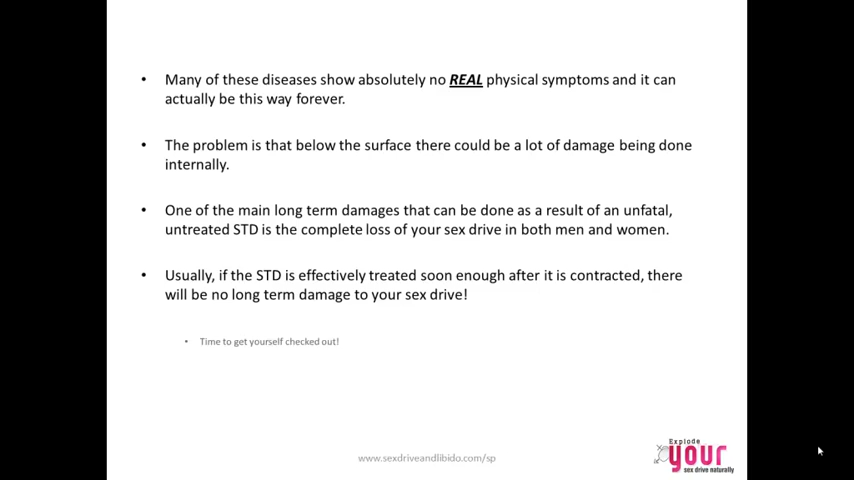 • Many of these diseases show absolutely no REAL physical symptoms and it can
actually be this way forever.
• The problem is that below the surface there could be a lot of damage being done
internally.
• One of the main long term damages that can be done as a result of an unfatal,
untreated STD is the complete loss of your sex drive in both men and women.
• Usually, if the STD is effectively treated soon enough after it is contracted, there
will be no long term damage to your sex drive!
• Time to get yourself checked out!
www.sexdriveandlibido.com/sp
Explode
your
sex drive naturally